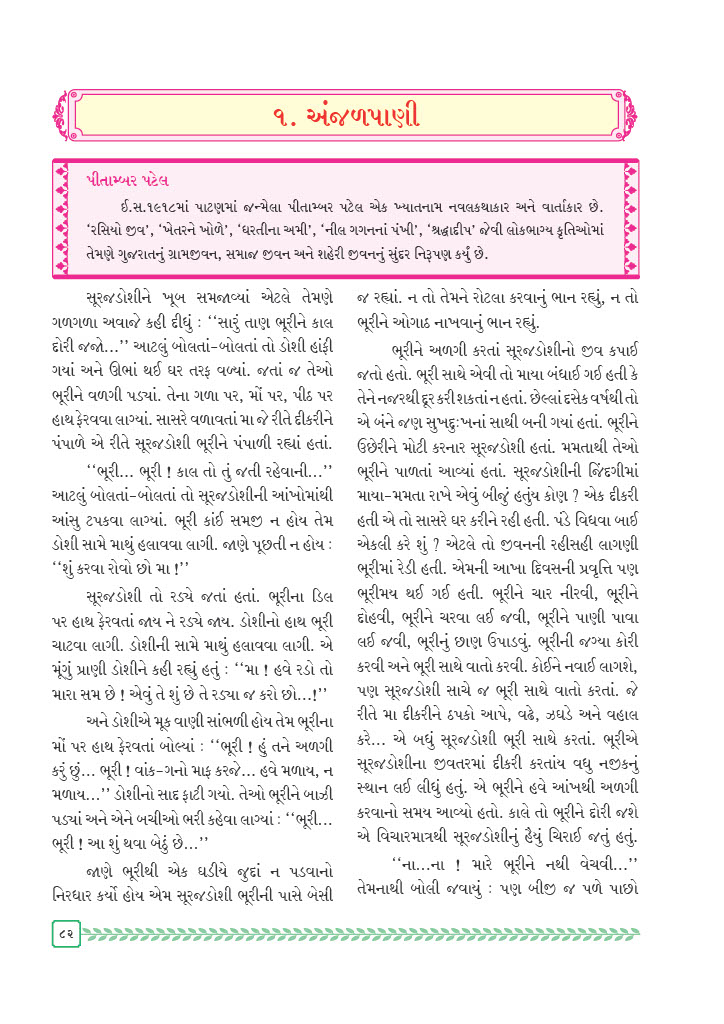 ૧. અંજળપાણી
પીતામ્બર પટેલ
ઈ.સ.૧૯૧૮માં પાટણમાં જન્મેલા પીતામ્બર પટેલ એક ખ્યાતનામ નવલકથાકાર અને વાર્તાકાર છે.
‘રસિયો જીવ’, ‘ખેતરને ખોળે’, ‘ધરતીના અમી’, ‘નીલ ગગનનાં પંખી’, ‘શ્રદ્ધાદીપ’ જેવી લોકભાગ્ય કૃતિઓમાં
તેમણે ગુજરાતનું ગ્રામજીવન, સમાજ જીવન અને શહેરી જીવનનું સુંદર નિરૂપણ કર્યું છે.
સૂરજડોશીને ખૂબ સમજાવ્યાં એટલે તેમણે
ગળગળા અવાજે કહી દીધું : ‘‘સારું તાણ ભૂરીને કાલ
દોરી જજો...’’ આટલું બોલતાં-બોલતાં તો ડોશી હાંફી
ગયાં અને ઊભાં થઈ ઘર તરફ વળ્યાં. જતાં જ તેઓ
ભૂરીને વળગી પડ્યાં. તેના ગળા પર, મોં પર, પીઠ પર
હાથ ફેરવવા લાગ્યાં. સાસરે વળાવતાં મા જે રીતે દીકરીને
પંપાળે એ રીતે સૂરજડોશી ભૂરીને પંપાળી રહ્યાં હતાં.
‘‘ભૂરી... ભૂરી ! કાલ તો તું જતી રહેવાની...’’
આટલું બોલતાં-બોલતાં તો સૂરજડોશીની આંખોમાંથી
આંસુ ટપકવા લાગ્યાં. ભૂરી કાંઈ સમજી ન હોય તેમ
ડોશી સામે માથું હલાવવા લાગી. જાણે પૂછતી ન હોય :
‘‘શું કરવા રોવો છો મા !’’
સૂરજડોશી તો રડ્યે જતાં હતાં. ભૂરીના ડિલ
પર હાથ ફેરવતાં જાય ને રડ્યે જાય. ડોશીનો હાથ ભૂરી
ચાટવા લાગી. ડોશીની સામે માથું હલાવવા લાગી. એ
મૂંગું પ્રાણી ડોશીને કહી રહ્યું હતું : ‘‘મા ! હવે રડો તો
મારા સમ છે ! એવું તે શું છે તે રડ્યા જ કરો છો...!’’
અને ડોશીએ મૂક વાણી સાંભળી હોય તેમ ભૂરીના
મોં પર હાથ ફેરવતાં બોલ્યાં : ‘‘ભૂરી ! હું તને અળગી
કરું છું... ભૂરી ! વાંક-ગનો માફ કરજે... હવે મળાય, ન
મળાય...’’ ડોશીનો સાદ ફાટી ગયો. તેઓ ભૂરીને બાઝી
પડ્યાં અને એને બચીઓ ભરી કહેવા લાગ્યાં : ‘‘ભૂરી...
ભૂરી ! આ શું થવા બેઠું છે...’’
જાણે ભૂરીથી એક ઘડીયે જુદાં ન પડવાનો
નિરધાર કર્યો હોય એમ સૂરજડોશી ભૂરીની પાસે બેસી
જ રહ્યાં. ન તો તેમને રોટલા કરવાનું ભાન રહ્યું, ન તો
ભૂરીને ઓગાઠ નાખવાનું ભાન રહ્યું.
ભૂરીને અળગી કરતાં સૂરજડોશીનો જીવ કપાઈ
જતો હતો. ભૂરી સાથે એવી તો માયા બંધાઈ ગઈ હતી કે
તેને નજરથી દૂર કરી શકતાં ન હતાં. છેલ્લાં દસેક વર્ષથી તો
એ બંને જણ સુખદુઃખનાં સાથી બની ગયાં હતાં. ભૂરીને
ઉછેરીને મોટી કરનાર સૂરજડોશી હતાં. મમતાથી તેઓ
ભૂરીને પાળતાં આવ્યાં હતાં. સૂરજડોશીની જિંદગીમાં
માયા-મમતા રાખે એવું બીજું હતુંય કોણ ? એક દીકરી
હતી એ તો સાસરે ઘર કરીને રહી હતી. પંડે વિધવા બાઈ
એકલી કરે શું ? એટલે તો જીવનની રહીસહી લાગણી
ભૂરીમાં રેડી હતી. એમની આખા દિવસની પ્રવૃત્તિ પણ
ભૂરીમય થઈ ગઈ હતી. ભૂરીને ચાર નીરવી, ભૂરીને
દોહવી, ભૂરીને ચરવા લઈ જવી, ભૂરીને પાણી પાવા
લઈ જવી, ભૂરીનું છાણ ઉપાડવું. ભૂરીની જગ્યા કોરી
કરવી અને ભૂરી સાથે વાતો કરવી. કોઈને નવાઈ લાગશે,
પણ સૂરજડોશી સાચે જ ભૂરી સાથે વાતો કરતાં. જે
રીતે મા દીકરીને ઠપકો આપે, વઢે, ઝઘડે અને વહાલ
કરે... એ બધું સૂરજડોશી ભૂરી સાથે કરતાં. ભૂરીએ
સૂરજડોશીના જીવતરમાં દીકરી કરતાંય વધુ નજીકનું
સ્થાન લઈ લીધું હતું. એ ભૂરીને હવે આંખથી અળગી
કરવાનો સમય આવ્યો હતો. કાલે તો ભૂરીને દોરી જશે
એ વિચારમાત્રથી સૂરજડોશીનું હૈયું ચિરાઈ જતું હતું.
‘‘ના...ના ! મારે ભૂરીને નથી વેચવી...’’
તેમનાથી બોલી જવાયું : પણ બીજી જ પળે પાછો
૮૨